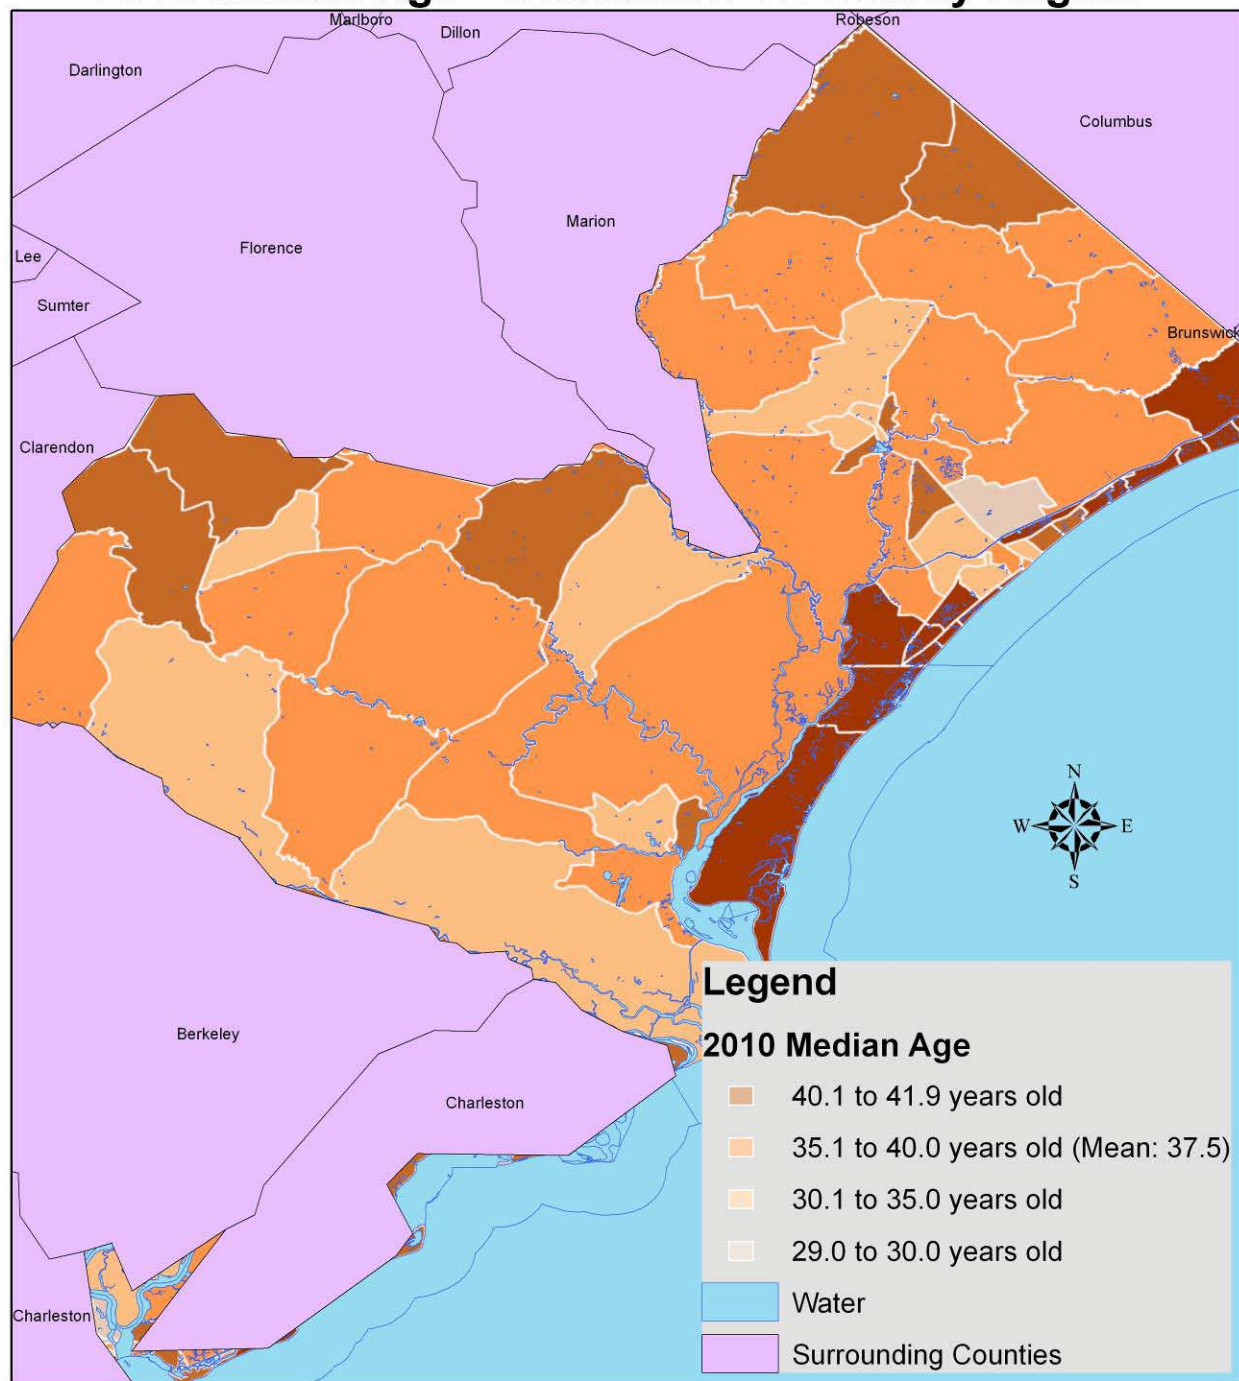 Marlboro
Robeson
Dillon
Darlington
Columbus
Marion
Florence
Lee
Sumter
Brunswick
Clarendon
N
W E
S
Legend
2010 Median Age
Berkeley
40.1 to 41.9 years old
Charleston
35.1 to 40.0 years old (Mean: 37.5)
30.1 to 35.0 years old
29.0 to 30.0 years old
Water
Charleston
Surrounding Counties